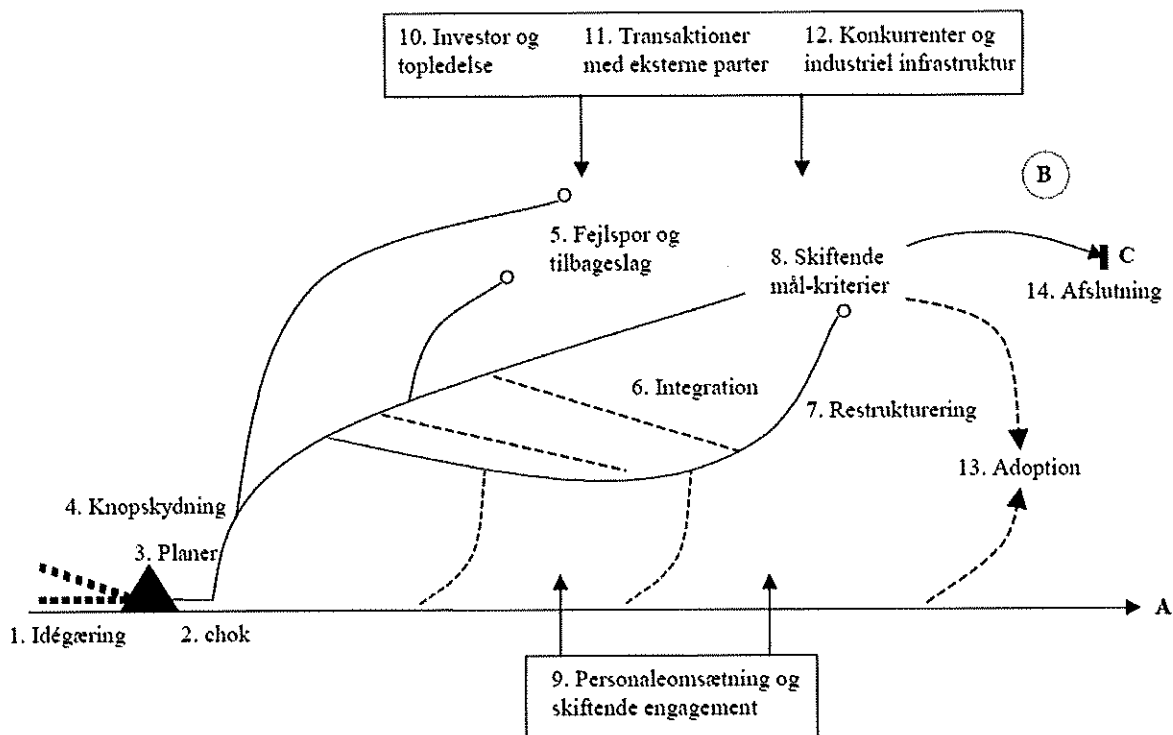 10. Investor og
topledelse
11. Transaktioner
med eksterne parter
12. Konkurrenter og
industriel infrastruktur
B
5. Fejlspor og
tilbageslag
8. Skiftende
mål-kriterier
C
14. Afslutning
6. Integration
7. Restrukturering
13. Adoption
4. Knopskydning
3. Planer
A
1. Idégæring
2. chok
9. Personaleomsætning og
skiftende engagement